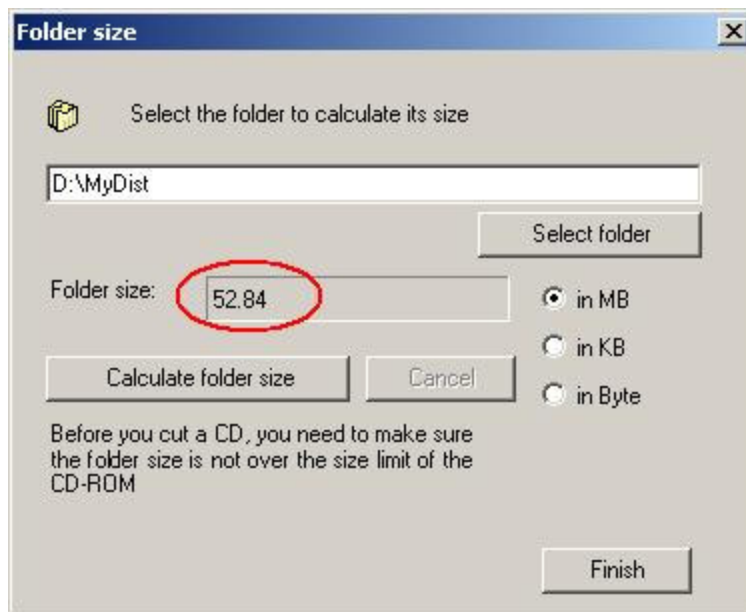 Folder size
Select the folder to calculate its size
D:\MyDist
Select folder
Folder size:
52.84
in MB
in KB
in Byte
Calculate folder size
Cancel
Before you cut a CD, you need to make sure
the folder size is not over the size limit of the
CD-ROM
Finish